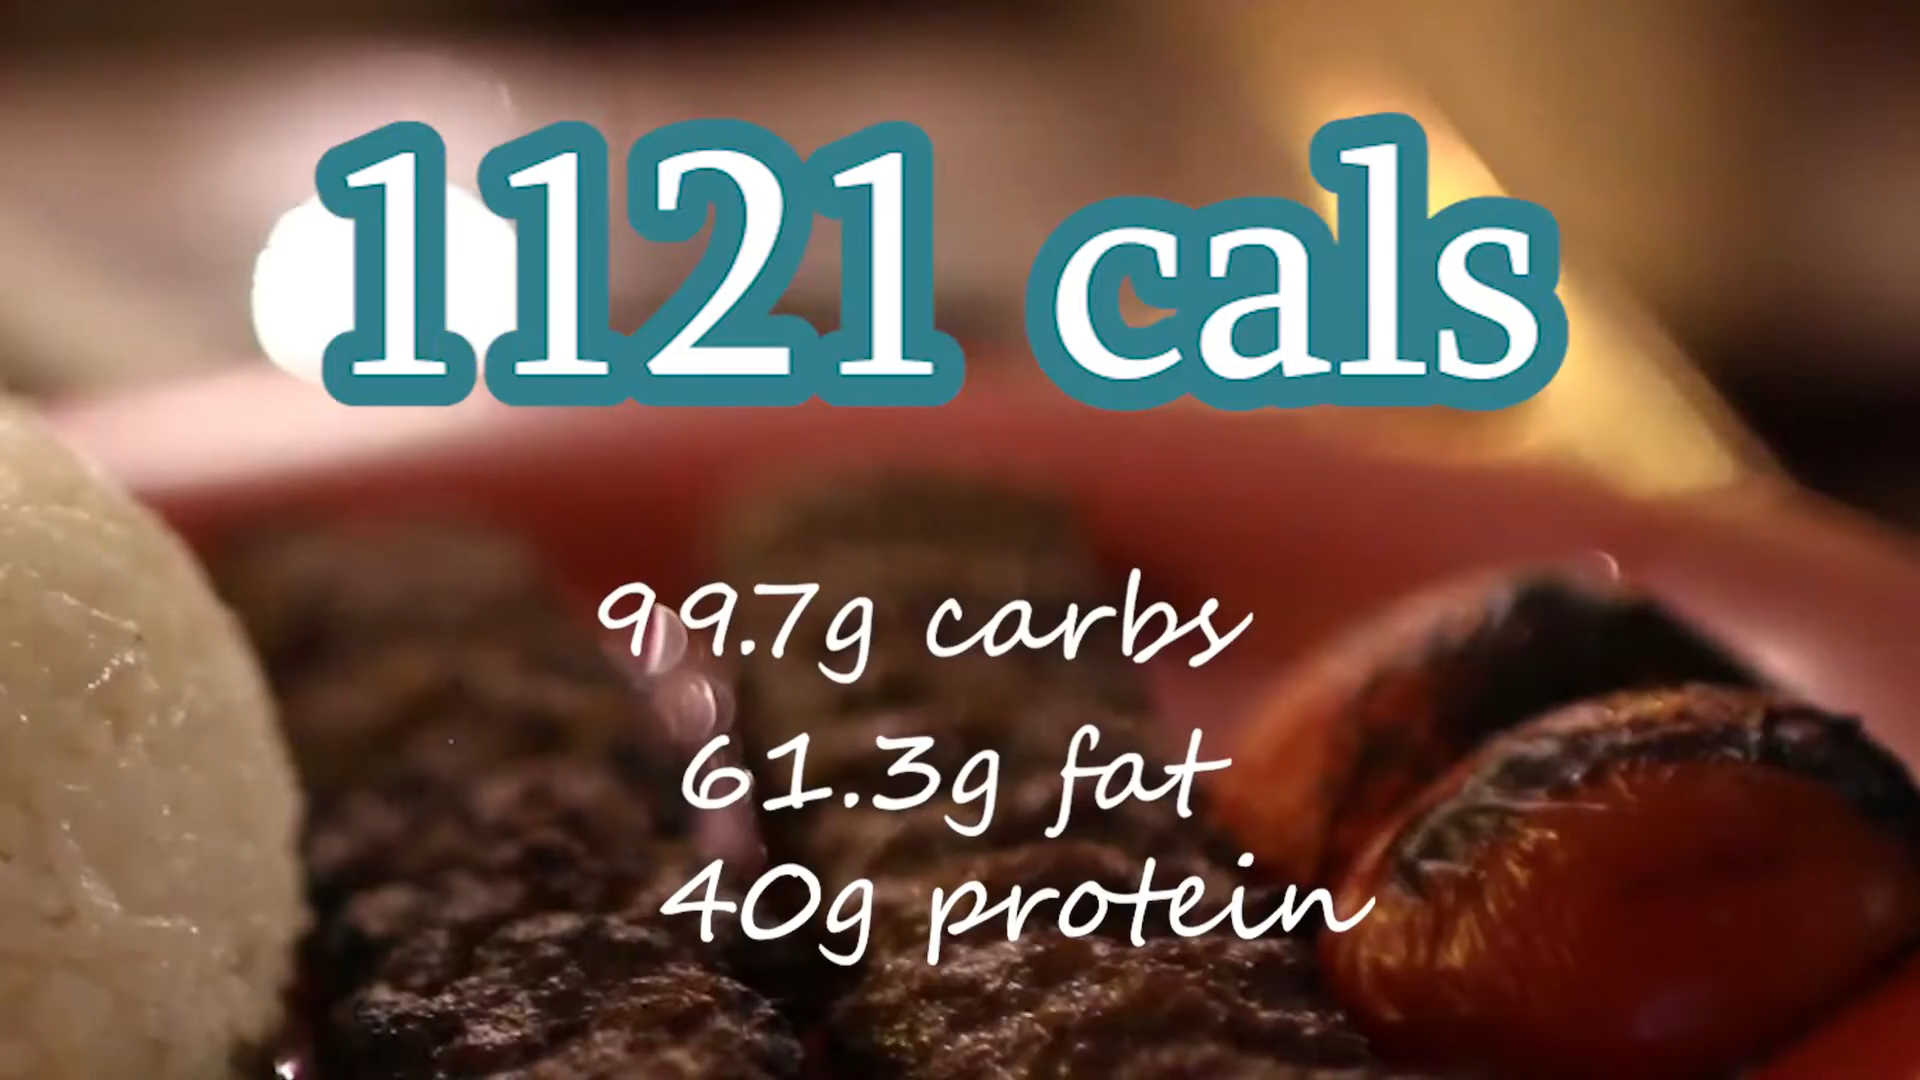 1121 cals
99.7g carbs
61.3g fat
40g protein